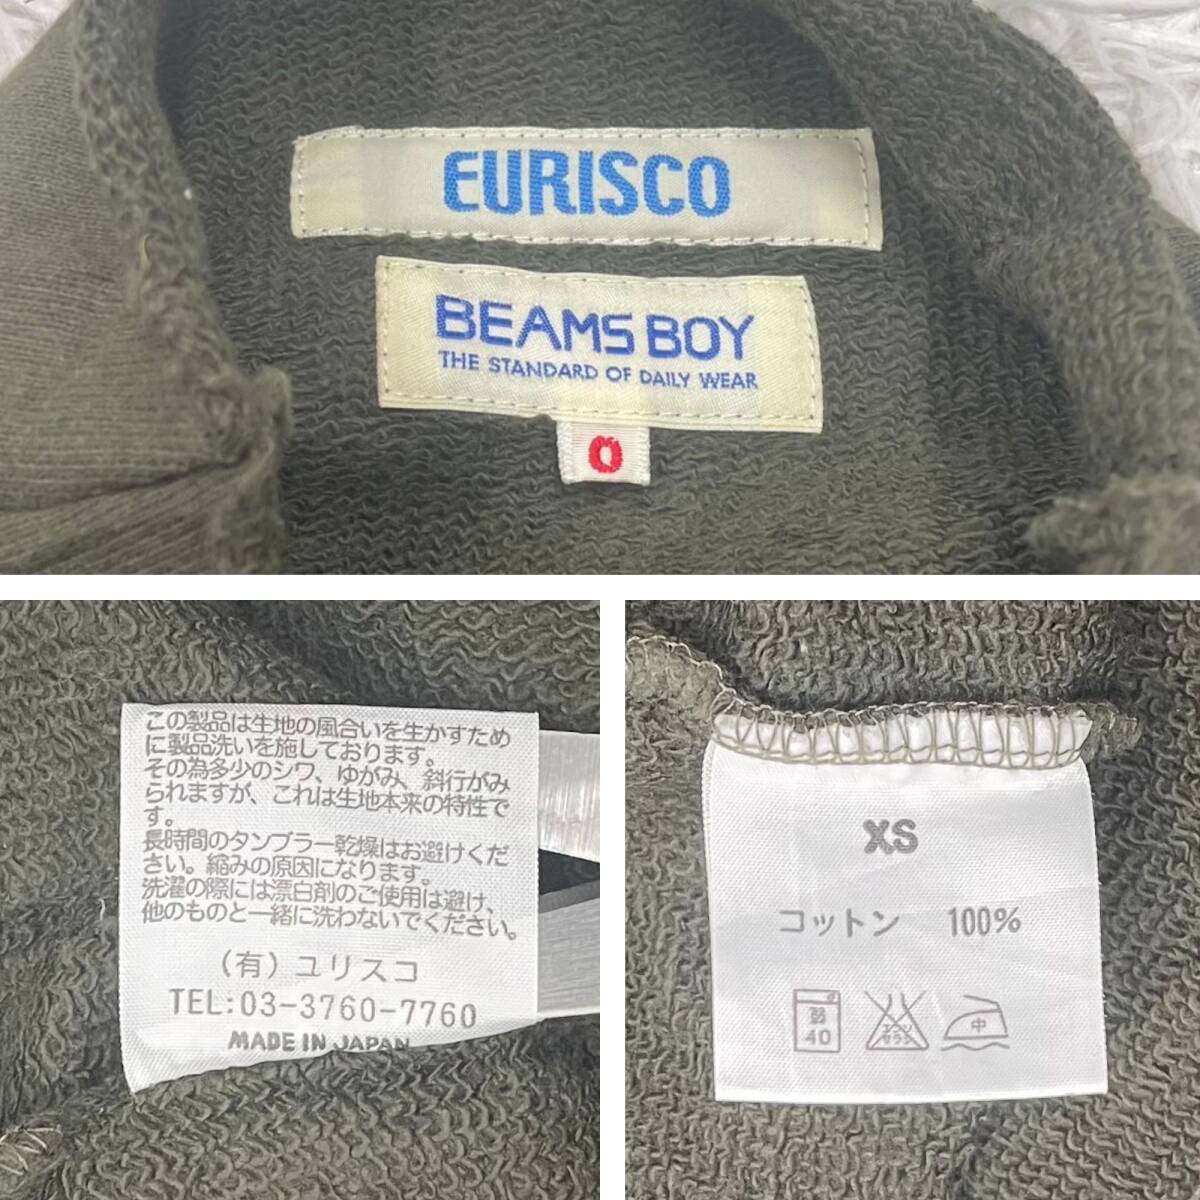 EURISCO
BEAMS BOY
THE STANDARD OF DAILY WEAR
0
この製品は生地の風合いを生かすため
に製品洗いを施しております。
その為多少のシワ、ゆがみ、斜行がみ
られますが、これは生地本来の特性で
す。
長時間のタンブラー乾燥はお避けくだ
さい。縮みの原因になります。
洗濯の際には漂白剤のご使用は避け、
他のものと一緒に洗わないでください。
(有)ユリスコ
TEL:03-3760-7760
MADE IN JAPAN
XS
コットン 100%
弱
40
エンソ
サラシ
中